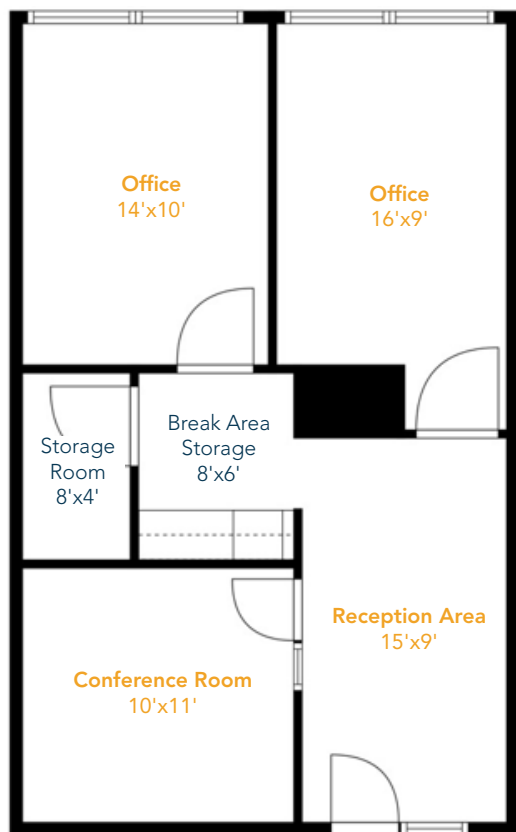 Office
14'x10'
Office
16'x9'
Storage
Room
8'x4'
Break Area
Storage
8'x6'
Reception Area
15'x9'
Conference Room
10'x11'